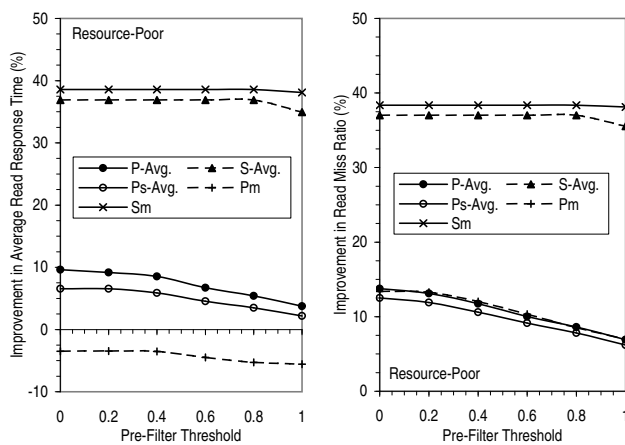 Improvement in Average Read Response Time (%)
50
40
30
20
10
0
-10
Resource-Poor
P-Avg.
S-Avg.
Ps-Avg.
Pm
Sm
0
0.2
0.4
0.6
0.8
1
Pre-Filter Threshold
Improvement in Read Miss Ratio (%)
50
40
30
20
10
0
P-Avg.
S-Avg.
Ps-Avg.
Pm
Sm
Resource-Poor
0
0.2
0.4
0.6
0.8
1
Pre-Filter Threshold